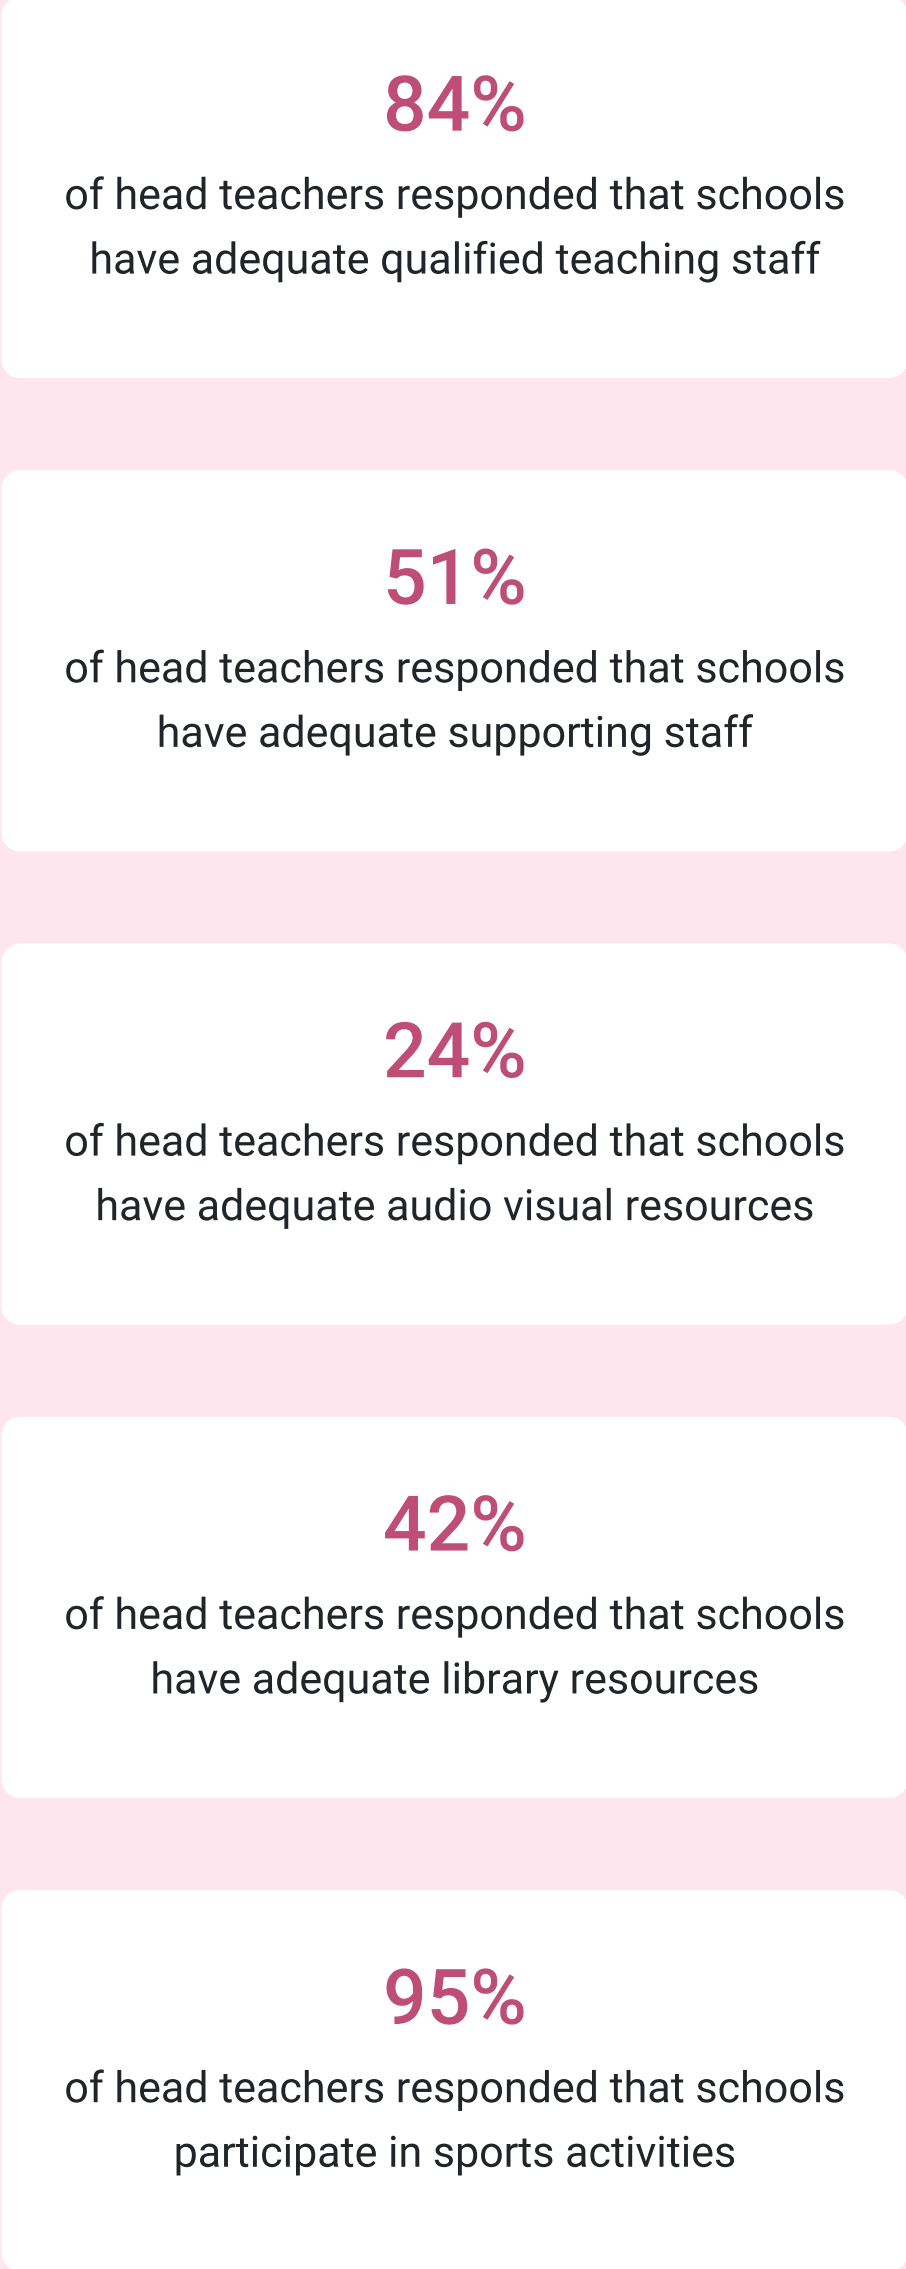 84%
of head teachers responded that schools
have adequate qualified teaching staff
51%
of head teachers responded that schools
have adequate supporting staff
24%
of head teachers responded that schools
have adequate audio visual resources
42%
of head teachers responded that schools
have adequate library resources
95%
of head teachers responded that schools
participate in sports activities